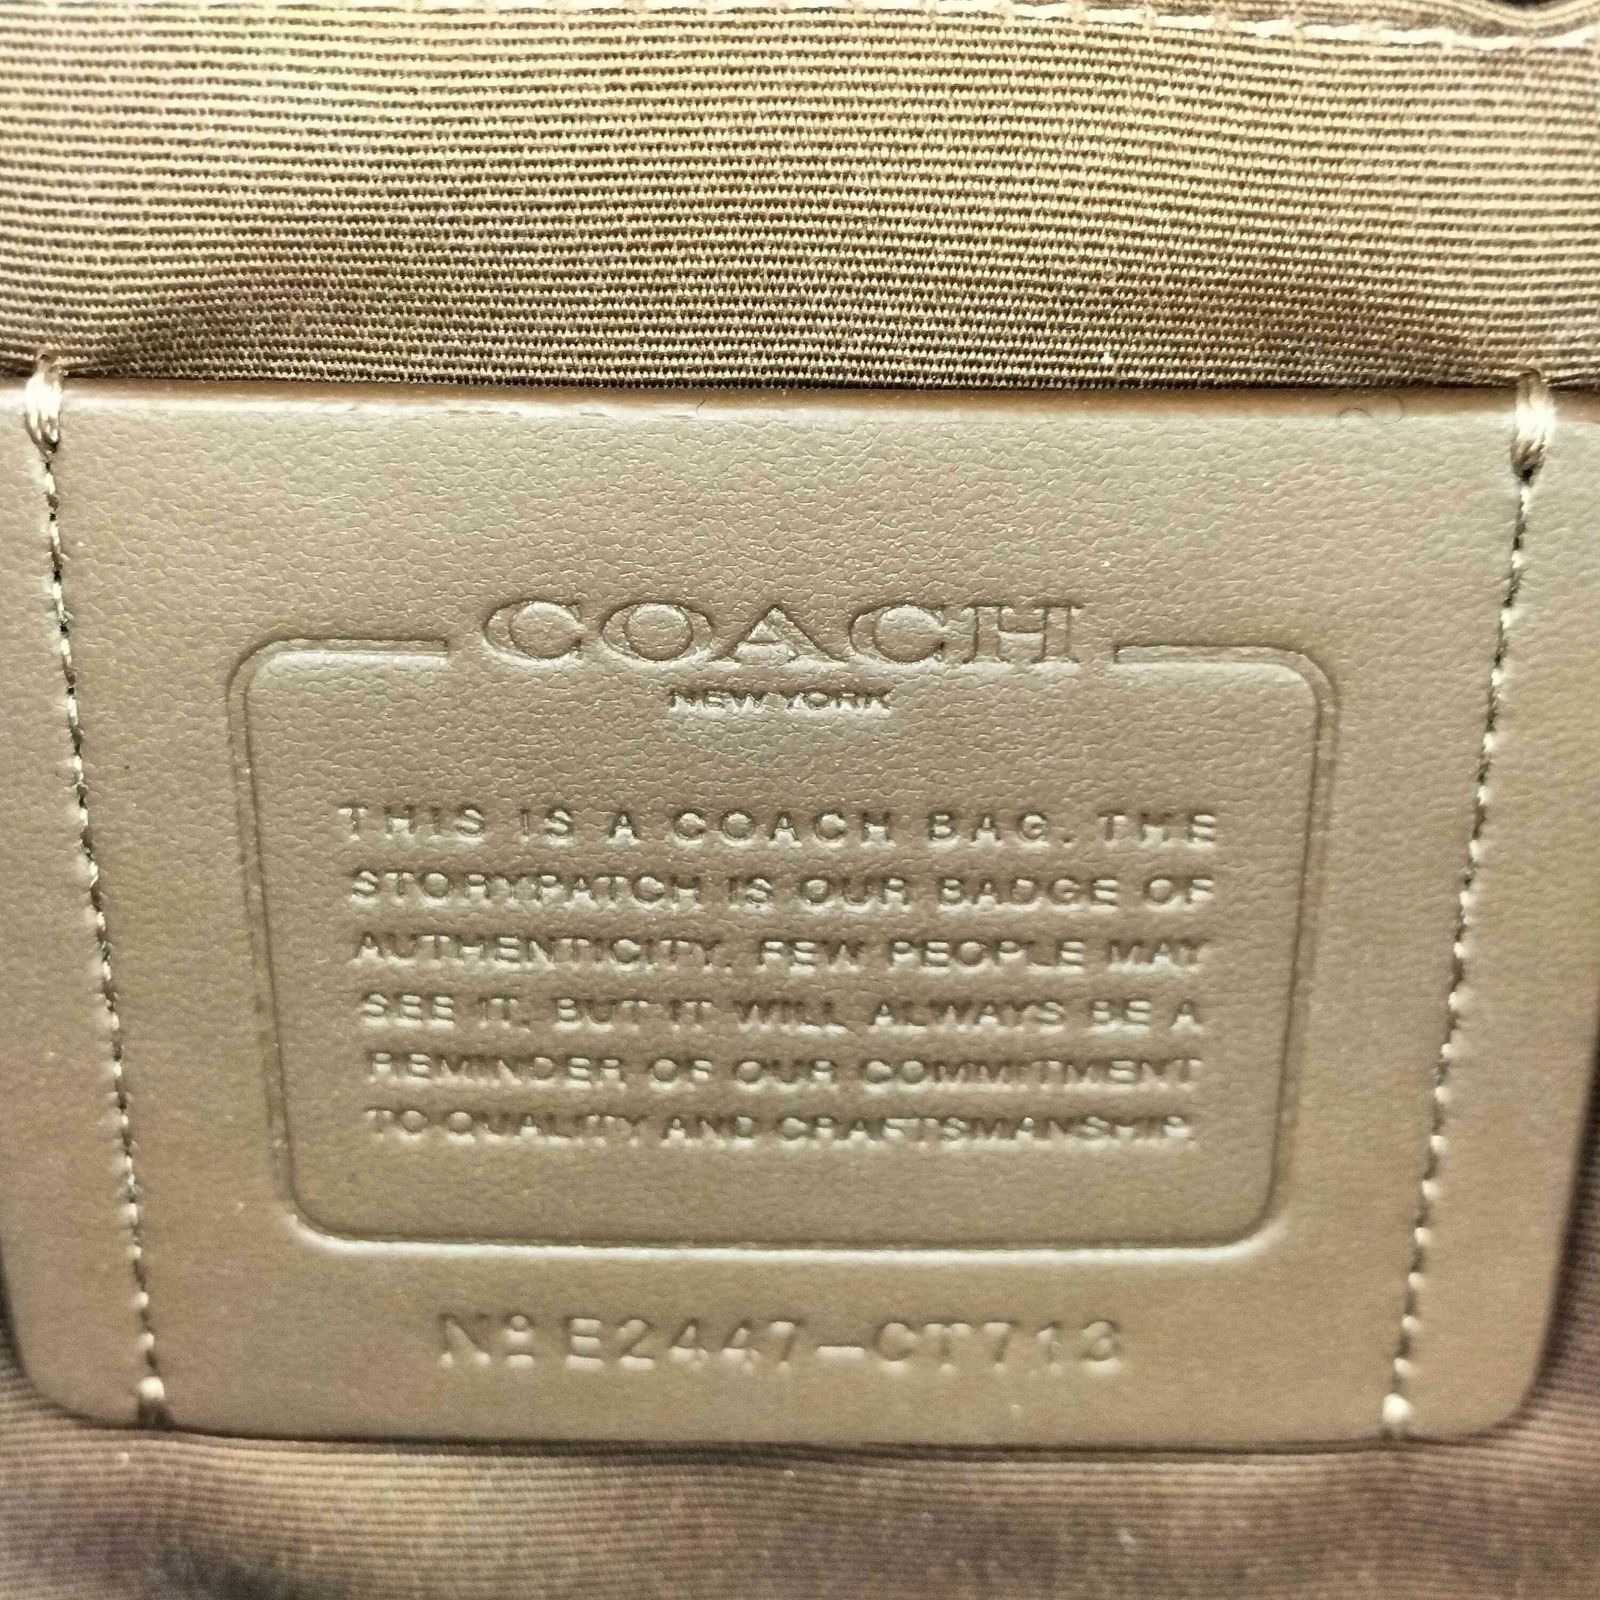 COACH
NEW YORK
THIS IS A COACH BAG. THE
STORYPATCH IS OUR BADGE OF
AUTHENTICITY. FEW PEOPLE MAY
SEE IT, BUT IT WILL ALWAYS BE A
REMINDER OF OUR COMMITMENT
TO QUALITY AND CRAFTSMANSHIP.
Nº E2447-CT713